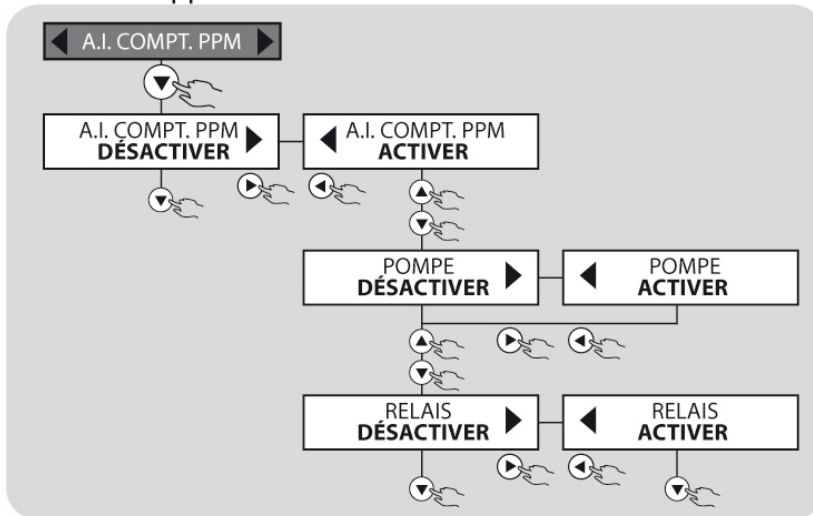 A.I. COMPT. PPM
A.I. COMPT. PPM
DÉSACTIVER
A.I. COMPT. PPM
ACTIVER
POMPE
DÉSACTIVER
POMPE
ACTIVER
RELAIS
DÉSACTIVER
RELAIS
ACTIVER